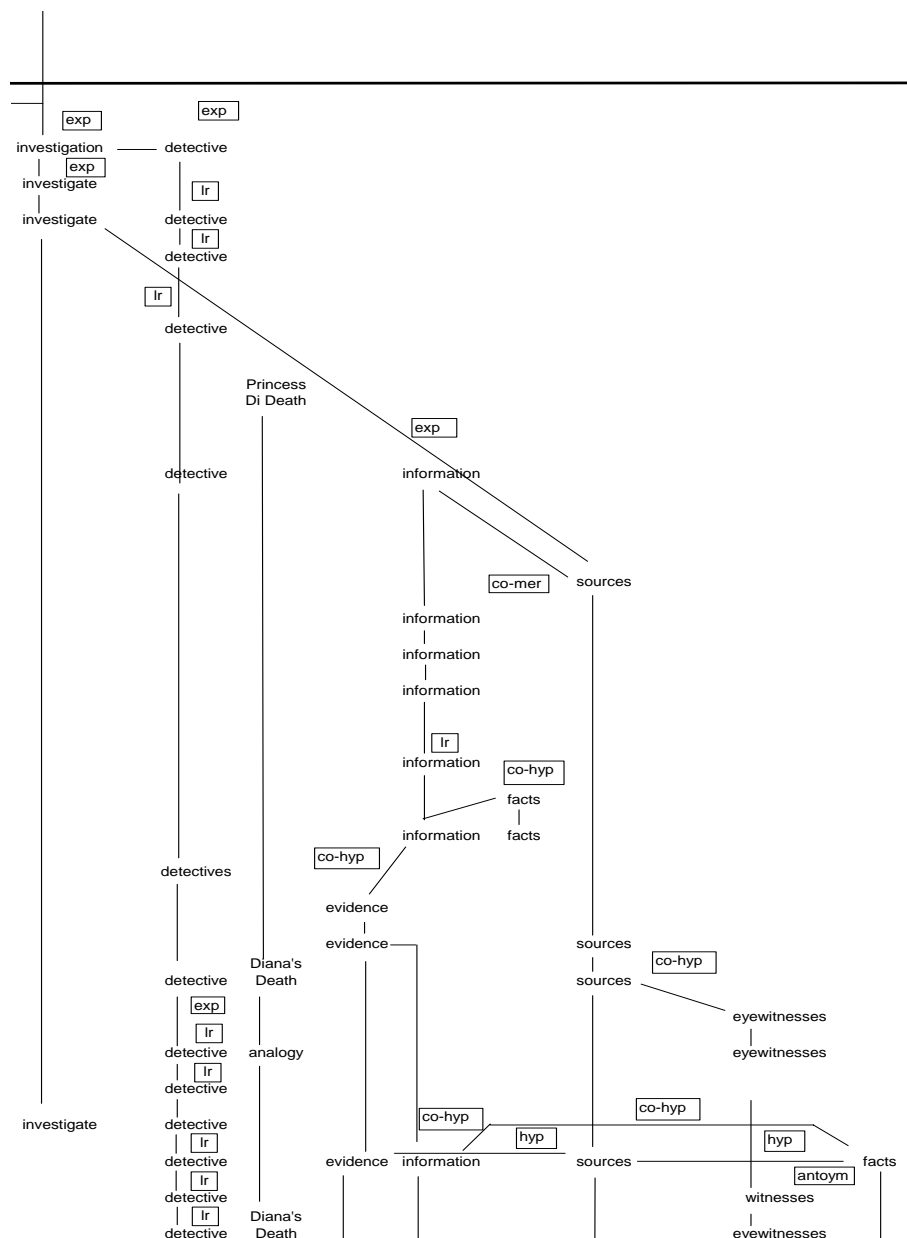 exp
exp
investigation detective
exp
investigate
lr
investigate detective
lr
detective
lr
detective
Princess
Di Death
exp
detective information
co-mer sources
information
information
information
lr
information
co-hyp
facts
information facts
co-hyp
detectives
evidence
evidence sources
co-hyp
Diana's
detective Death sources
exp
eyewitnesses
lr
detective analogy eyewitnesses
lr
detective
co-hyp co-hyp
investigate detective
lr hyp hyp
detective evidence information sources facts
antoym
lr
detective witnesses
lr Diana's
detective Death eyewitnesses